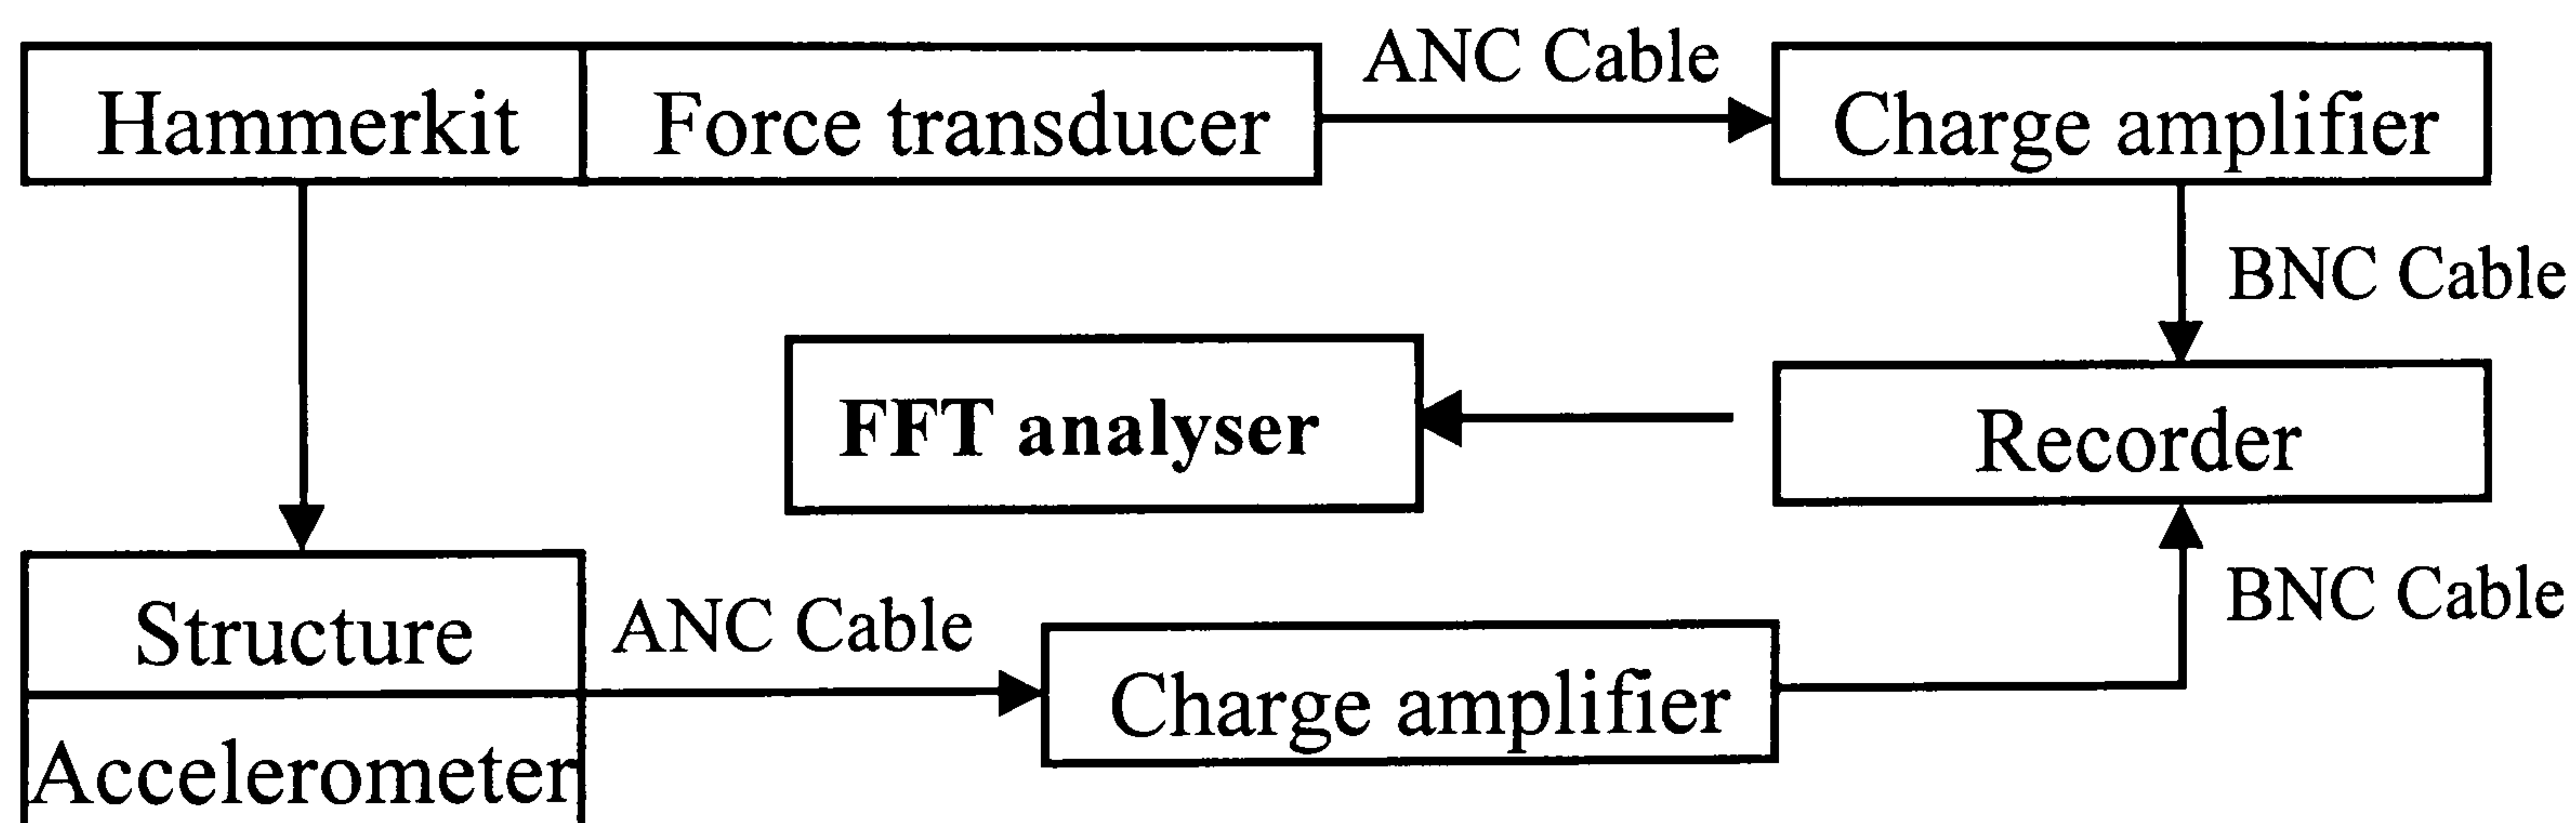 Hammerkit
Force transducer
ANC Cable
Charge amplifier
BNC Cable
FFT analyser
Recorder
Structure
ANC Cable
Charge amplifier
BNC Cable
Accelerometer